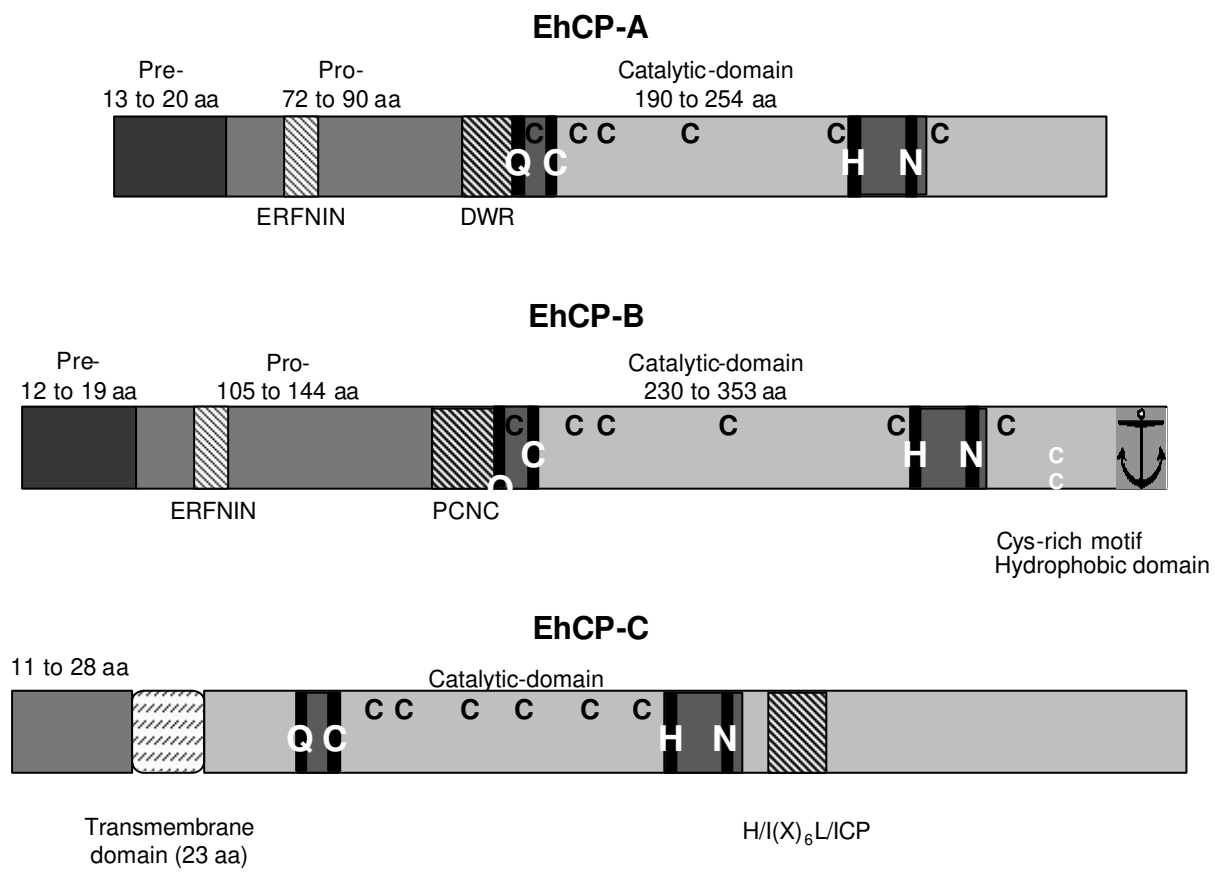 EhCP-A
Pre- Pro- Catalytic-domain
13 to 20 aa 72 to 90 aa 190 to 254 aa
C C C C C C
Q C H N
ERFNIN DWR
EhCP-B
Pre- Pro- Catalytic-domain
12 to 19 aa 105 to 144 aa 230 to 353 aa
C C C C C C
Q C H N C
C
ERFNIN PCNC
Cys-rich motif
Hydrophobic domain
EhCP-C
11 to 28 aa
Catalytic-domain
C C C C C C
Q C H N
Transmembrane H/I(X)₆L/ICP
domain (23 aa)